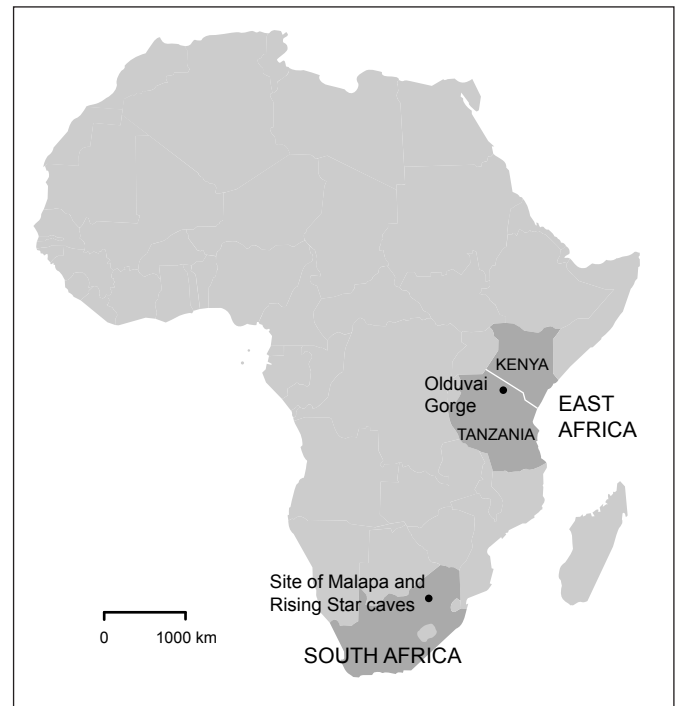 KENYA
Olduvai
Gorge
EAST
AFRICA
TANZANIA
Site of Malapa and
Rising Star caves
0 1000 km
SOUTH AFRICA